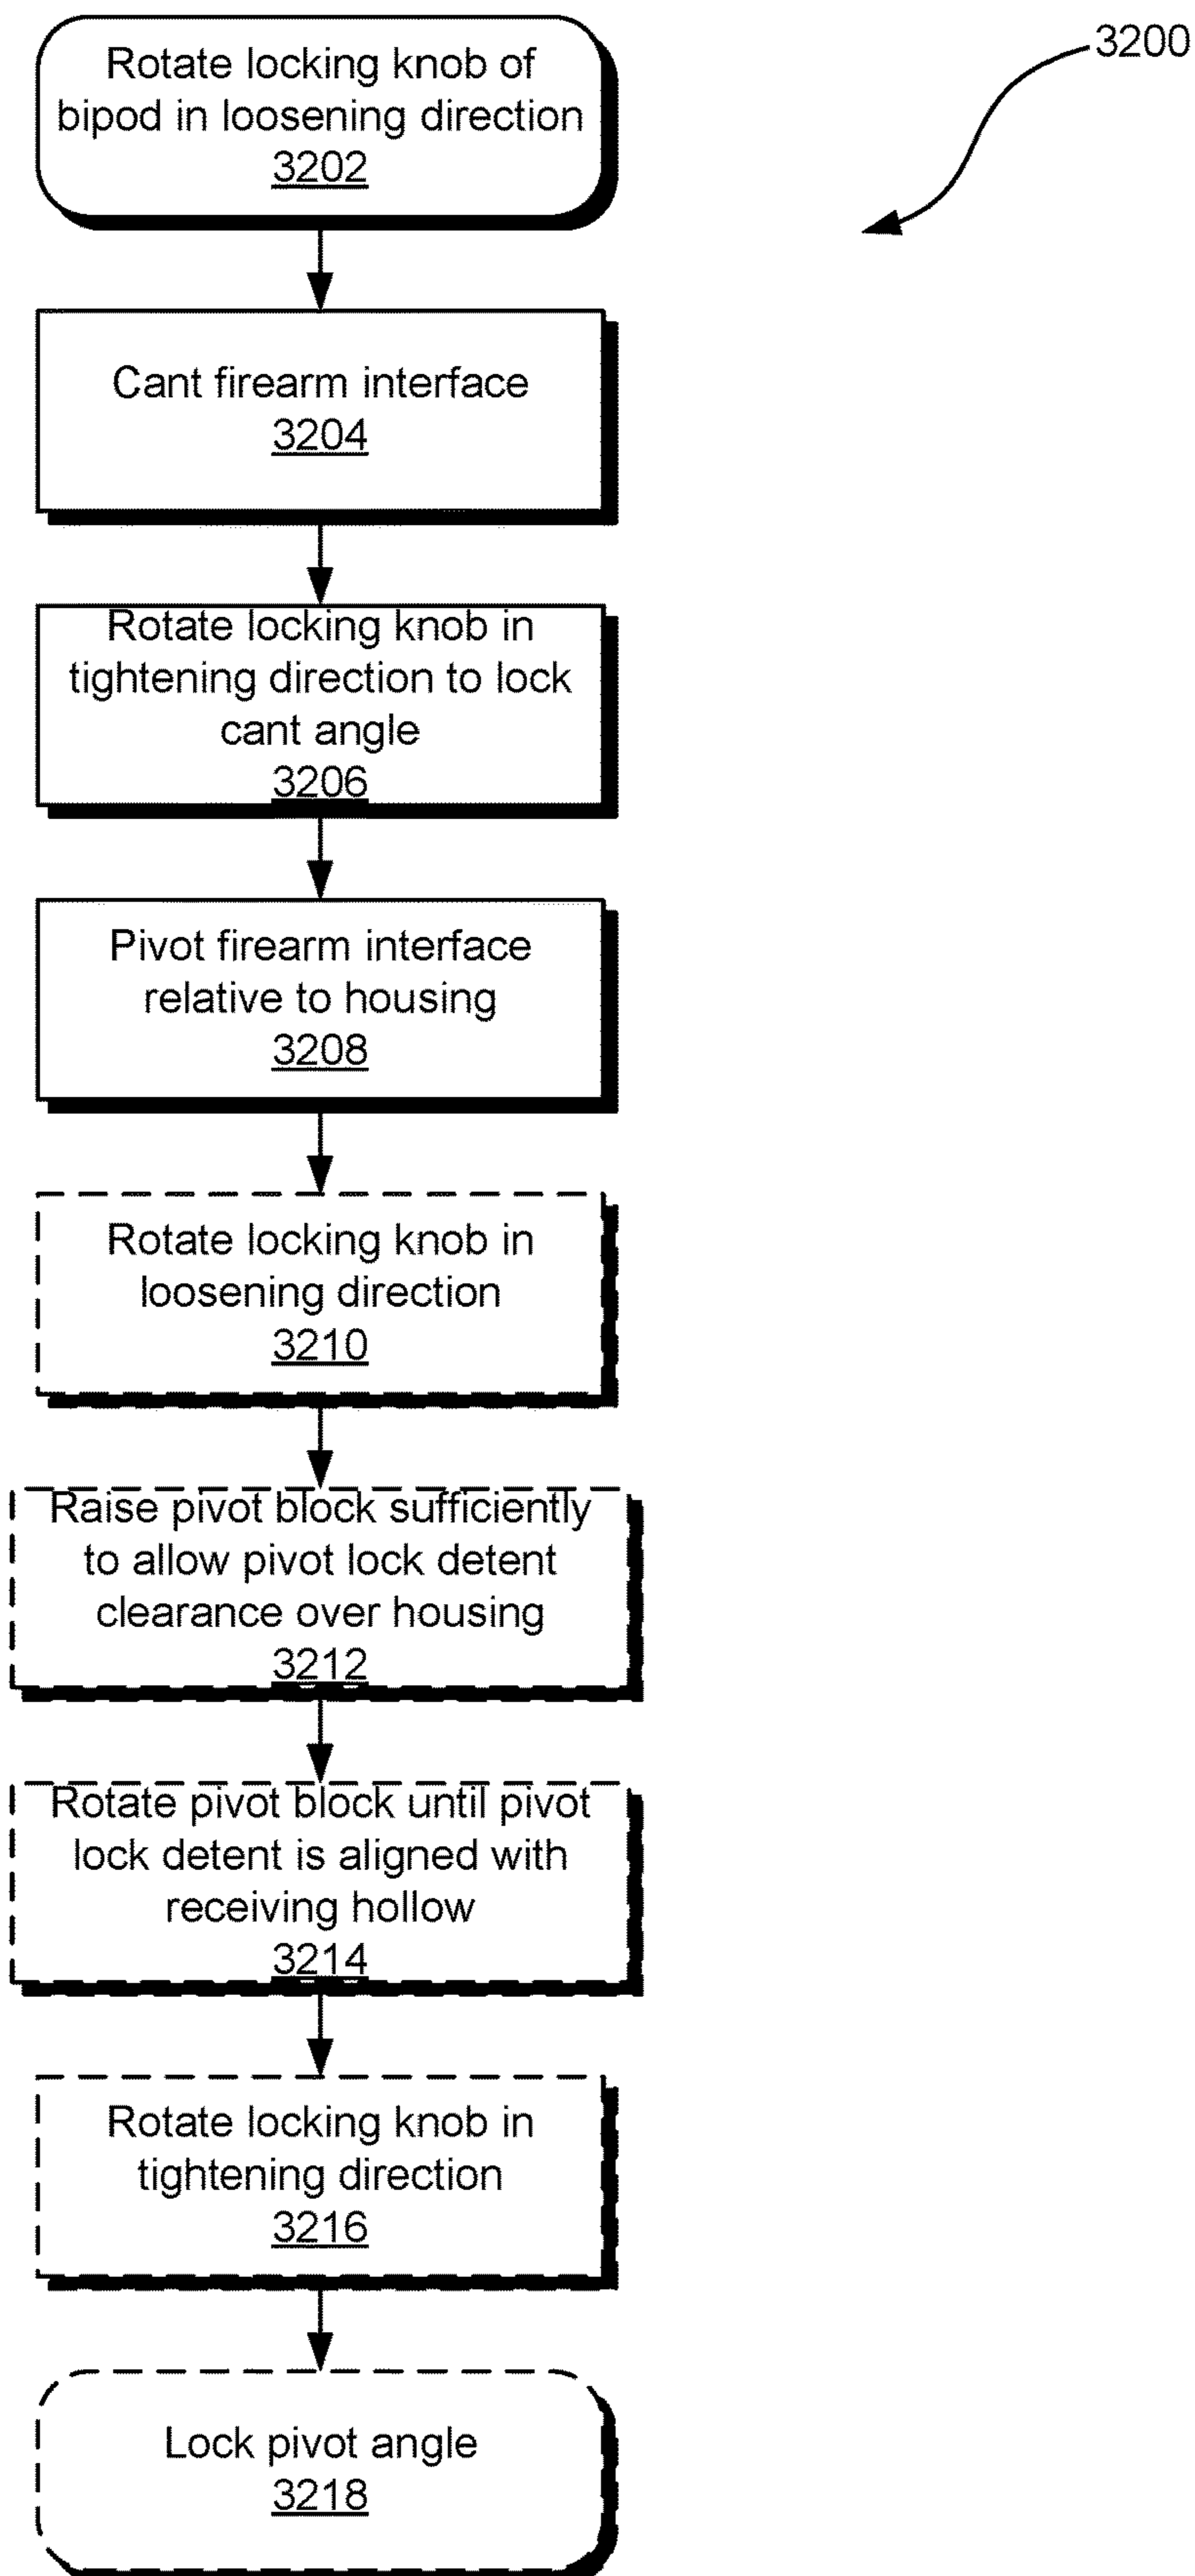 3200
Rotate locking knob of
bipod in loosening direction
3202
Cant firearm interface
3204
Rotate locking knob in
tightening direction to lock
cant angle
3206
Pivot firearm interface
relative to housing
3208
Rotate locking knob in
loosening direction
3210
Raise pivot block sufficiently
to allow pivot lock detent
clearance over housing
3212
Rotate pivot block until pivot
lock detent is aligned with
receiving hollow
3214
Rotate locking knob in
tightening direction
3216
Lock pivot angle
3218